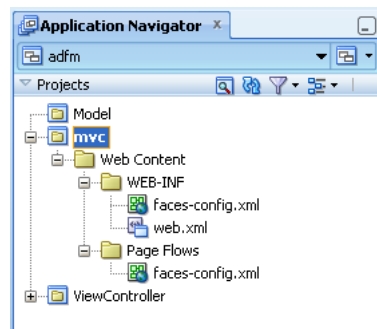 Application Navigator
adfm
Projects
Model
mvc
Web Content
WEB-INF
faces-config.xml
web.xml
Page Flows
faces-config.xml
ViewController